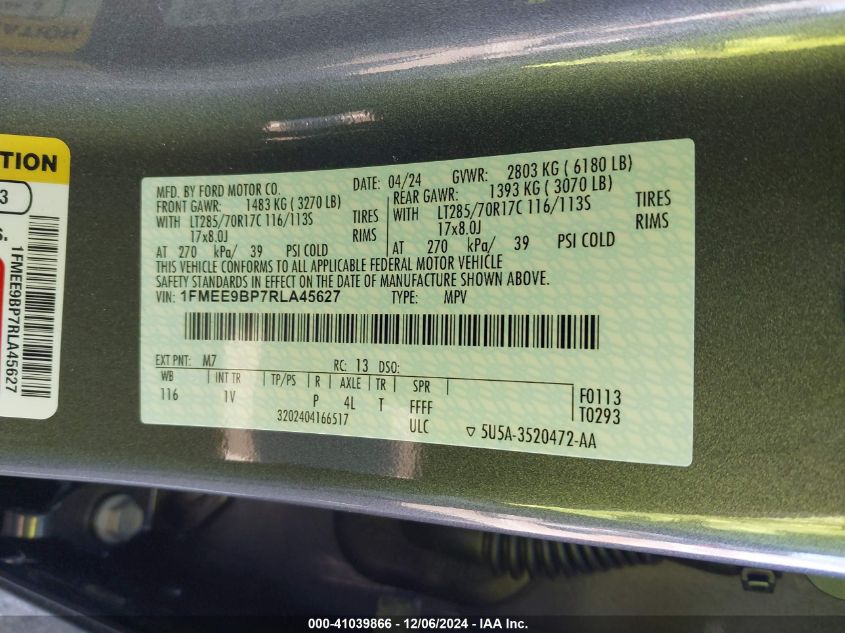 TION
3
S.
1FMEE9BP7RLA45627
MFD. BY FORD MOTOR CO.
DATE: 04/24
GVWR: 2803 KG ( 6180 LB)
FRONT GAWR: 1483 KG ( 3270 LB)
REAR GAWR: 1393 KG ( 3070 LB)
WITH LT285/70R17C 116/113S TIRES
WITH LT285/70R17C 116/113S TIRES
17x8.0J RIMS
17x8.0J RIMS
AT 270 kPa/ 39 PSI COLD
AT 270 kPa/ 39 PSI COLD
THIS VEHICLE CONFORMS TO ALL APPLICABLE FEDERAL MOTOR VEHICLE
SAFETY STANDARDS IN EFFECT ON THE DATE OF MANUFACTURE SHOWN ABOVE.
VIN: 1FMEE9BP7RLA45627 TYPE: MPV
EXT PNT: M7 RC: 13 DSO:
WB INT TR TP/PS R AXLE TR SPR
116 1V P 4L T FFFF
3202404166517 ULC
F0113
T0293
▽ 5U5A-3520472-AA
000-41039866 - 12/06/2024 - US, Inc.